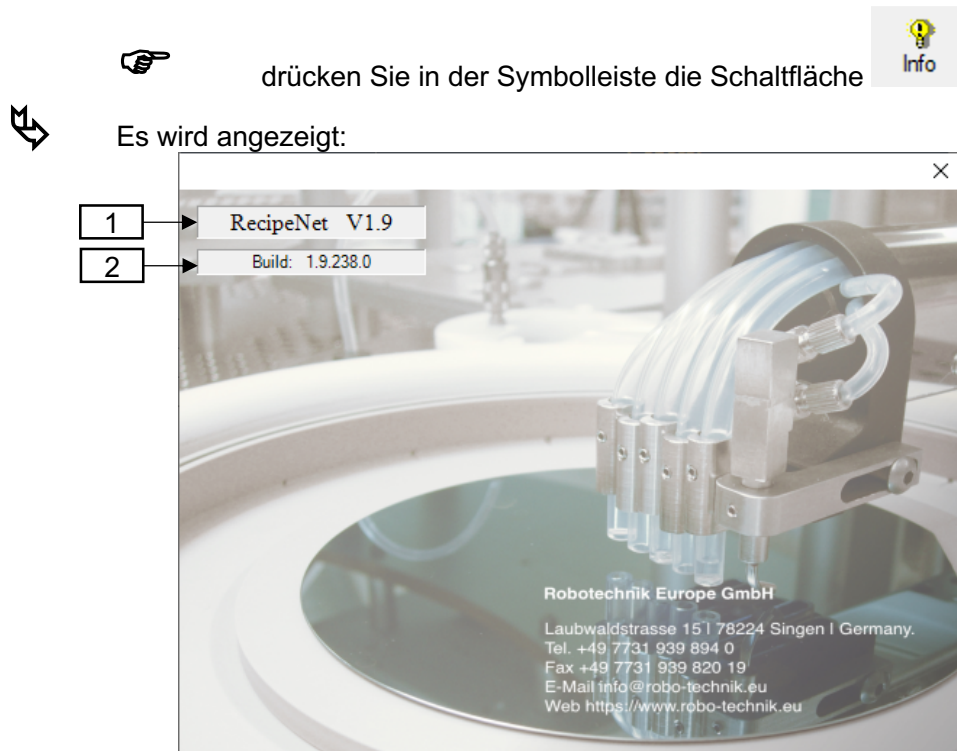 Info
drücken Sie in der Symbolleiste die Schaltfläche
Es wird angezeigt:
1
RecipeNet V1.9
2
Build: 1.9.238.0
Robotechnik Europe GmbH
Laubwaldstrasse 15 I 78224 Singen I Germany.
Tel. +49 7731 939 894 0
Fax +49 7731 939 820 19
E-Mail info@robo-technik.eu
Web https://www.robo-technik.eu